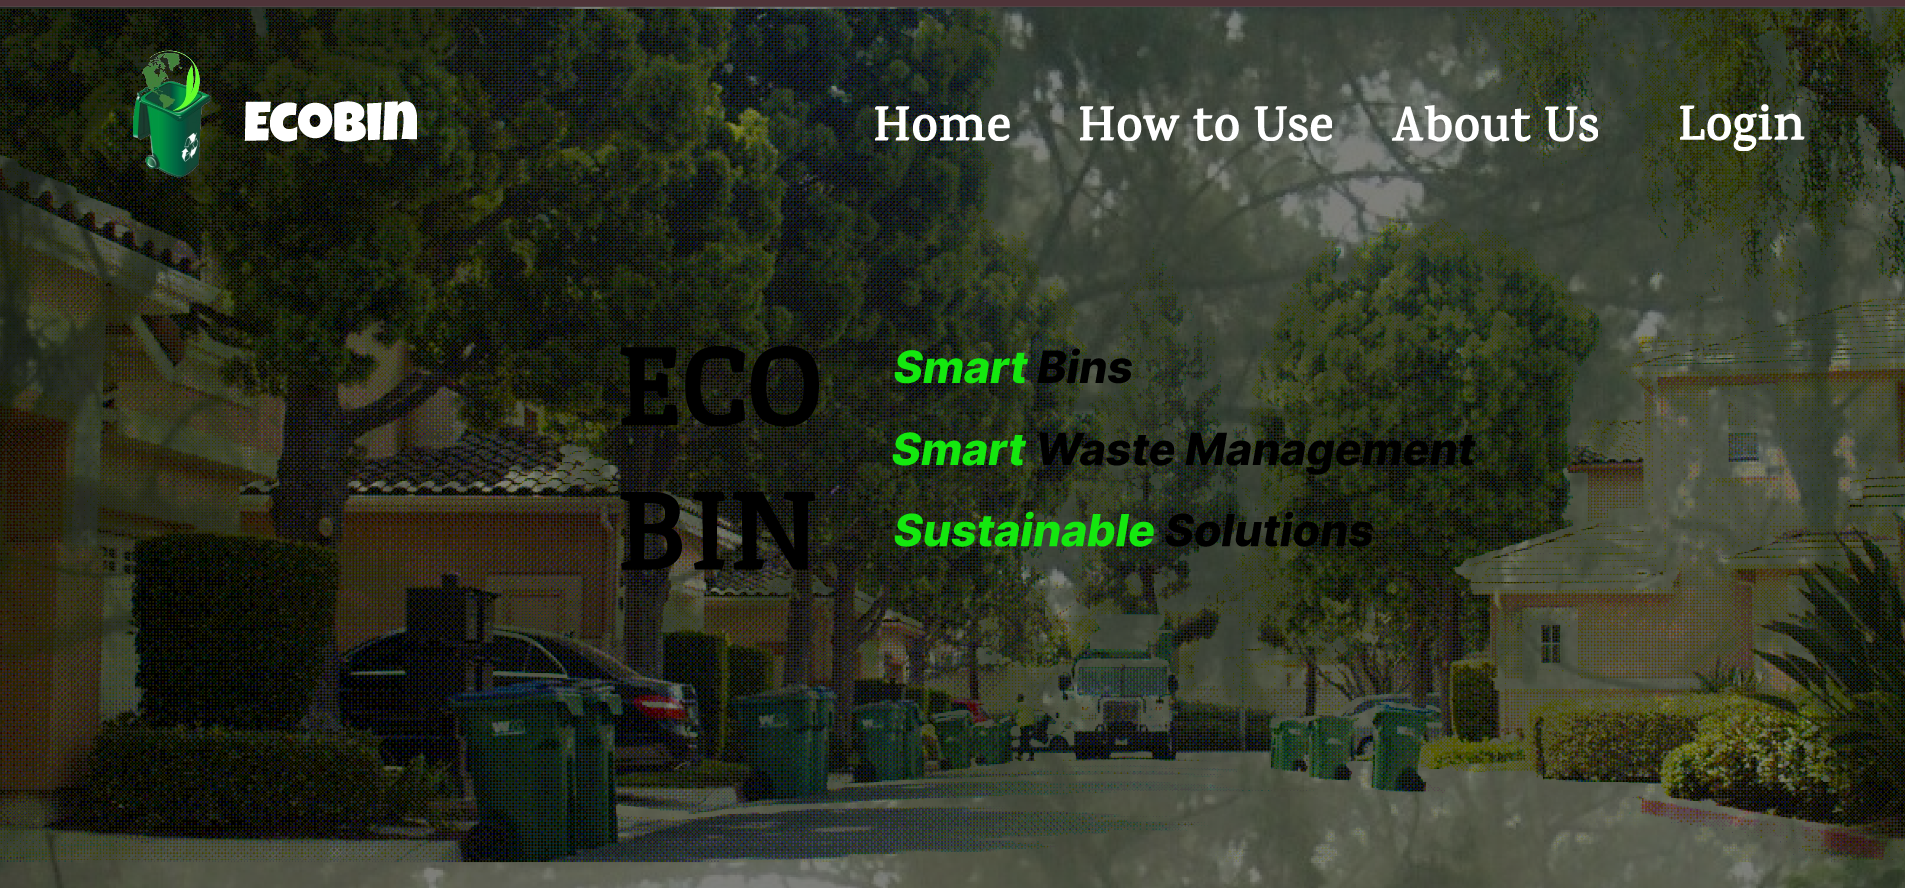 ECOBIN
Home How to Use About Us Login
ECO
BIN
Smart Bins
Smart Waste Management
Sustainable Solutions